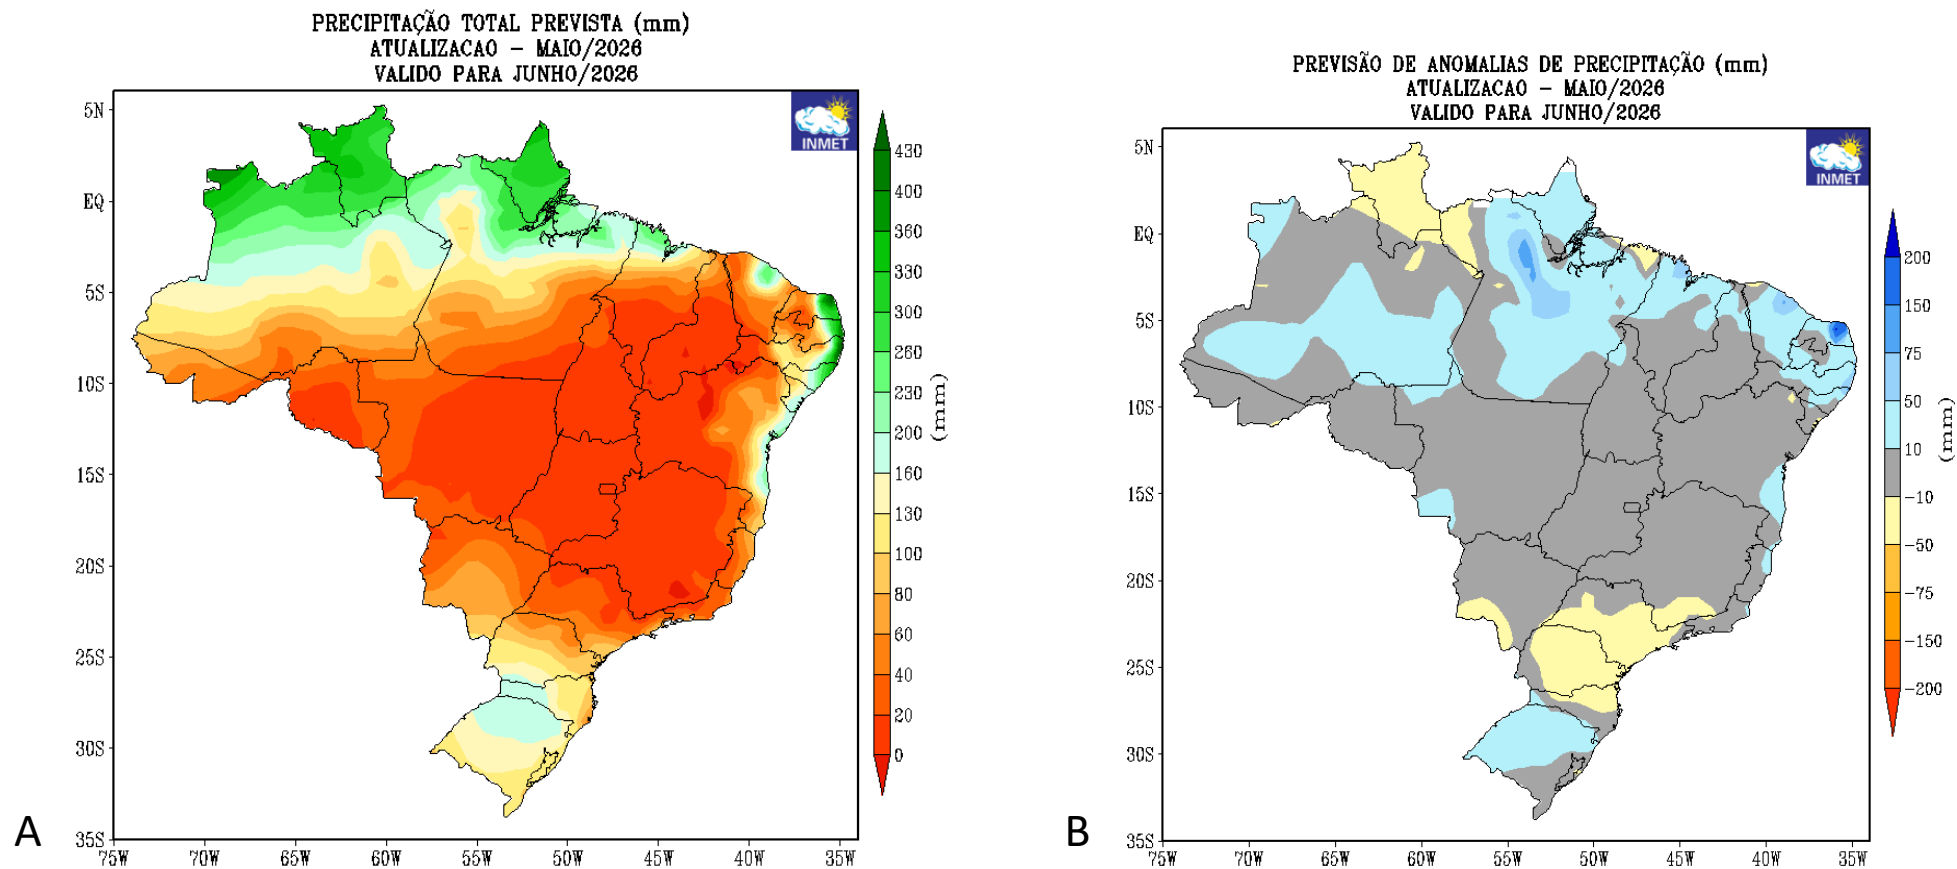 PRECIPITAÇÃO TOTAL PREVISTA (mm)
ATUALIZACAO – MAIO/2026
VALIDO PARA JUNHO/2026
INMET
5N
EQ
5S
10S
15S
20S
25S
30S
35S
75W
70W
65W
60W
55W
50W
45W
40W
35W
430
400
360
330
300
260
230
200
160
130
100
80
60
40
20
0
(mm)
A
PREVISÃO DE ANOMALIAS DE PRECIPITAÇÃO (mm)
ATUALIZACAO – MAIO/2026
VALIDO PARA JUNHO/2026
INMET
5N
EQ
5S
10S
15S
20S
25S
30S
35S
75W
70W
65W
60W
55W
50W
45W
40W
35W
200
150
75
50
10
-10
-50
-75
-150
-200
(mm)
B